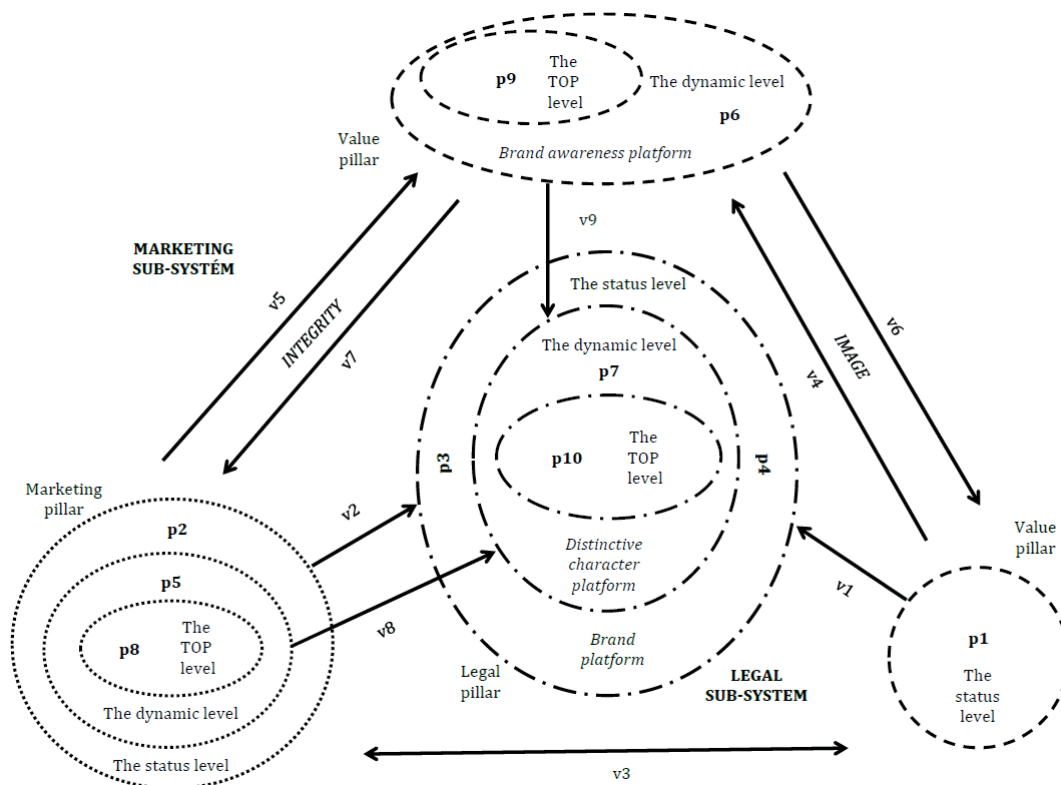 p9
The
TOP
level
The dynamic level
p6
Brand awareness platform
Value
pillar
v9
MARKETING
SUB-SYSTÉM
v5
INTEGRITY
v7
v6
IMAGE
v4
The status level
The dynamic level
p7
p3
p10
The
TOP
level
p4
Distinctive
character
platform
Brand
platform
Legal
pillar
LEGAL
SUB-SYSTEM
Marketing
pillar
p2
v2
p5
p8
The
TOP
level
v8
The dynamic level
The status level
Value
pillar
v1
p1
The
status
level
v3